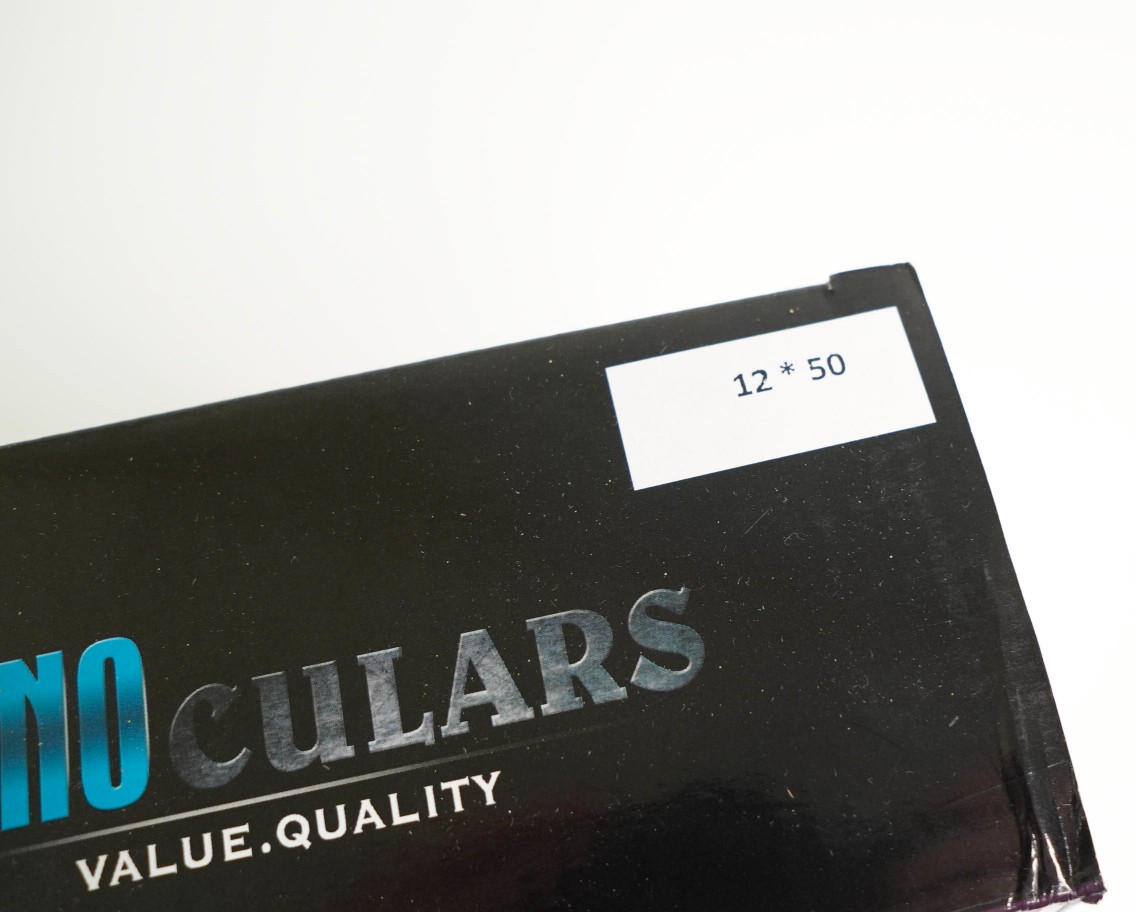 12 * 50
NOCULARS
VALUE.QUALITY